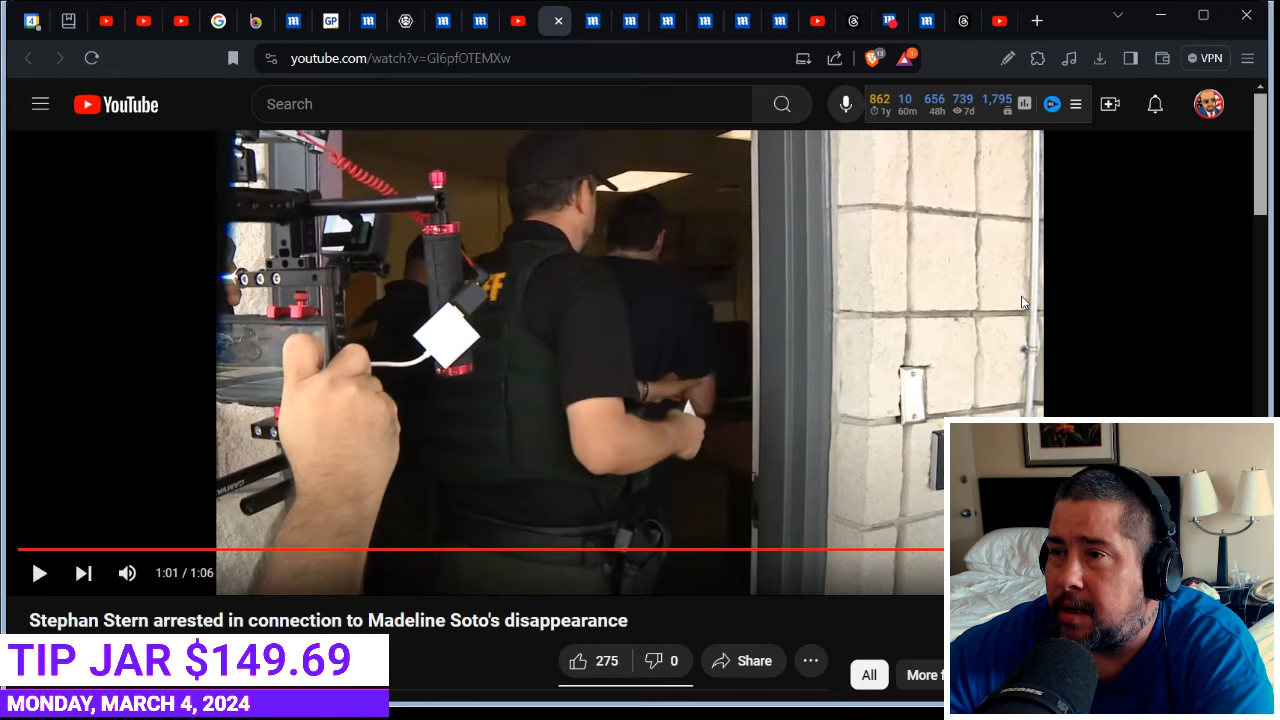 youtube.com/watch?v=GI6pfOTEMXw
13
1
VPN
YouTube
Search
862 10 656 739 1,795
1y 60m 48h 7d
1:01 / 1:06
Stephan Stern arrested in connection to Madeline Soto's disappearance
275
0
Share
All
More f
TIP JAR $149.69
MONDAY, MARCH 4, 2024